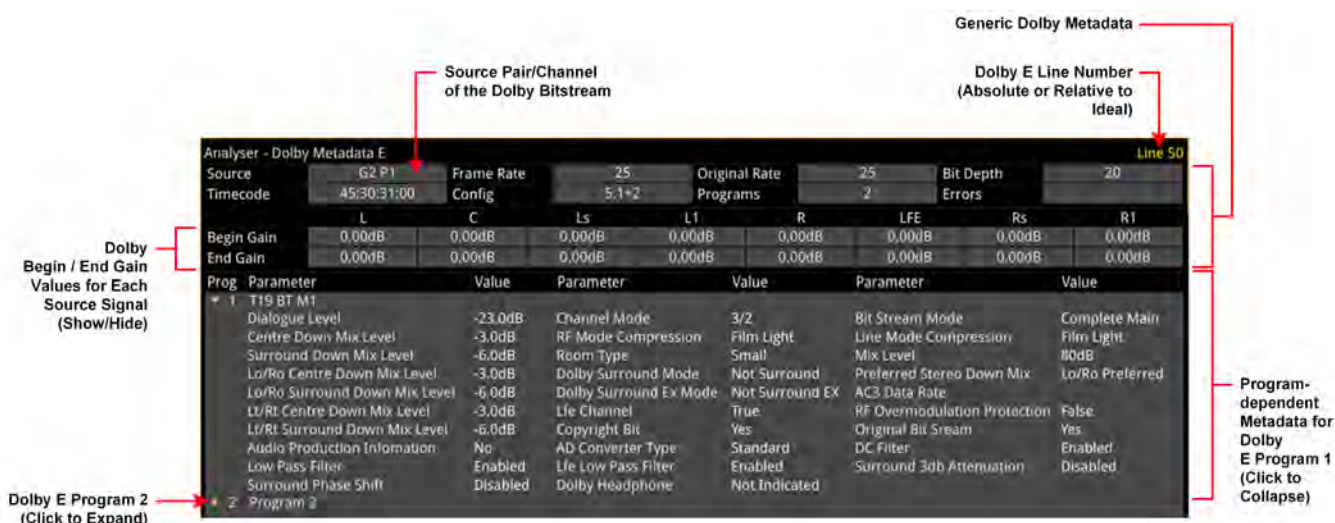 Generic Dolby Metadata
Source Pair/Channel
of the Dolby Bitstream
Dolby E Line Number
(Absolute or Relative to
Ideal)
Analyser - Dolby Metadata E Line 50
Source G2 P1 Frame Rate 25 Original Rate 25 Bit Depth 20
Timecode 45:30:31:00 Config 5.1+2 Programs 2 Errors
L C Ls L1 R LFE Rs R1
Begin Gain 0.00dB 0.00dB 0.00dB 0.00dB 0.00dB 0.00dB 0.00dB 0.00dB
End Gain 0.00dB 0.00dB 0.00dB 0.00dB 0.00dB 0.00dB 0.00dB 0.00dB
Dolby
Begin / End Gain
Values for Each
Source Signal
(Show/Hide)
Prog Parameter Value Parameter Value Parameter Value
1 T19 BT M1
Dialogue Level -23.0dB Channel Mode 3/2 Bit Stream Mode Complete Main
Centre Down Mix Level -3.0dB RF Mode Compression Film Light Line Mode Compression Film Light
Surround Down Mix Level -6.0dB Room Type Small Mix Level 80dB
Lo/Ro Centre Down Mix Level -3.0dB Dolby Surround Mode Not Surround Preferred Stereo Down Mix Lo/Ro Preferred
Lo/Ro Surround Down Mix Level -6.0dB Dolby Surround Ex Mode Not Surround EX AC3 Data Rate
Lt/Rt Centre Down Mix Level -3.0dB Lfe Channel True RF Overmodulation Protection False
Lt/Rt Surround Down Mix Level -6.0dB Copyright Bit Yes Original Bit Sream Yes
Audio Production Infomation No AD Converter Type Standard DC Filter Enabled
Low Pass Filter Enabled Lfe Low Pass Filter Enabled Surround 3db Attenuation Disabled
Surround Phase Shift Disabled Dolby Headphone Not Indicated
2 Program 2
Program-
dependent
Metadata for
Dolby
E Program 1
(Click to
Collapse)
Dolby E Program 2
(Click to Expand)